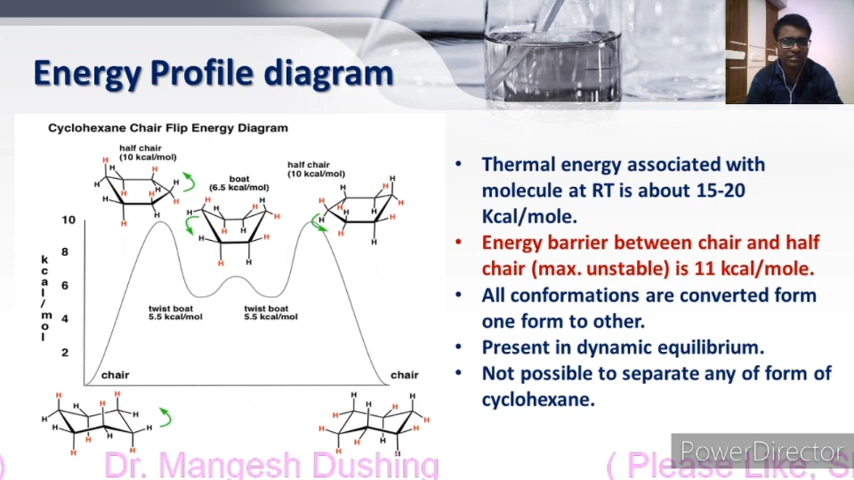 Energy Profile diagram
Cyclohexane Chair Flip Energy Diagram
half chair
(10 kcal/mol)
boat
(6.5 kcal/mol)
half chair
(10 kcal/mol)
10
8
6
4
2
kcal/mol
twist boat
5.5 kcal/mol
twist boat
5.5 kcal/mol
chair
chair
• Thermal energy associated with
molecule at RT is about 15-20
Kcal/mole.
• Energy barrier between chair and half
chair (max. unstable) is 11 kcal/mole.
• All conformations are converted form
one form to other.
• Present in dynamic equilibrium.
• Not possible to separate any of form of
cyclohexane.
PowerDirector
) Dr. Mangesh Dushing ( Please Like,